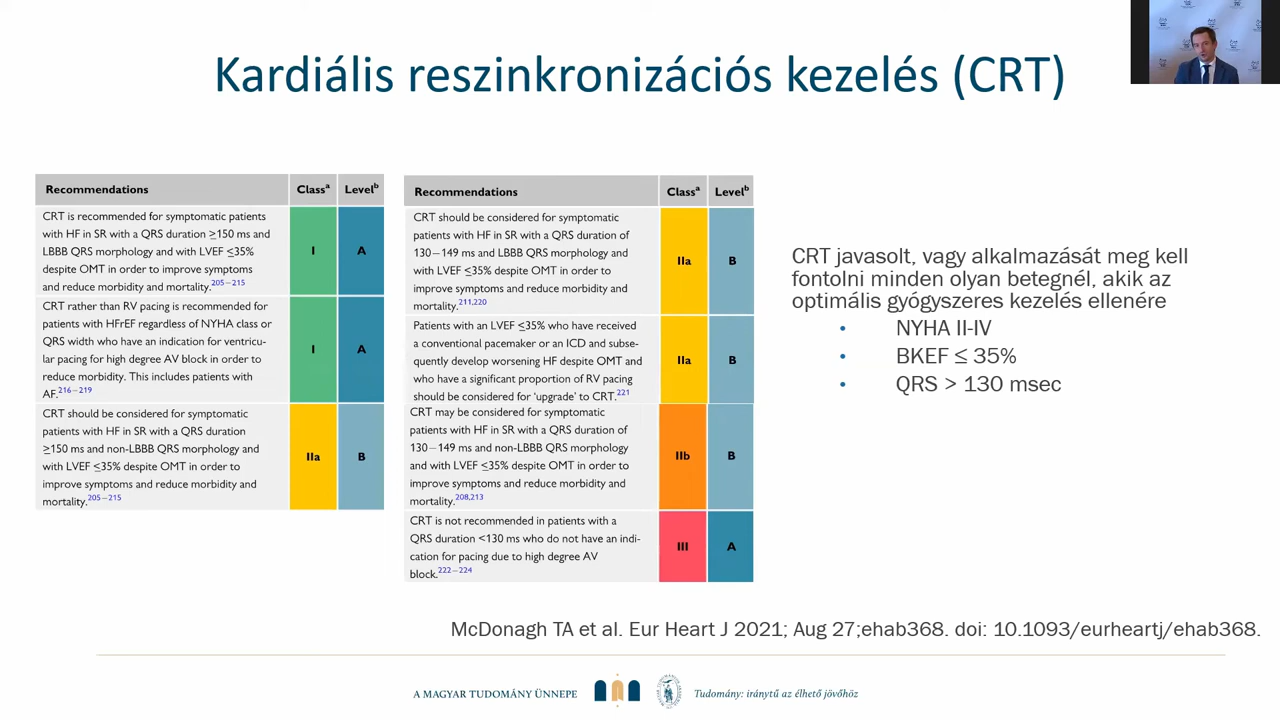 Kardiális reszinkronizációs kezelés (CRT)
Recommendations Classᵃ Levelᵇ
CRT is recommended for symptomatic patients
with HF in SR with a QRS duration ≥150 ms and
LBBB QRS morphology and with LVEF ≤35%
despite OMT in order to improve symptoms
and reduce morbidity and mortality.205–215
I A
CRT rather than RV pacing is recommended for
patients with HFrEF regardless of NYHA class or
QRS width who have an indication for ventricu-
lar pacing for high degree AV block in order to
reduce morbidity. This includes patients with
AF.216–219
I A
CRT should be considered for symptomatic
patients with HF in SR with a QRS duration
≥150 ms and non-LBBB QRS morphology and
with LVEF ≤35% despite OMT in order to
improve symptoms and reduce morbidity and
mortality.205–215
IIa B
Recommendations Classᵃ Levelᵇ
CRT should be considered for symptomatic
patients with HF in SR with a QRS duration of
130–149 ms and LBBB QRS morphology and
with LVEF ≤35% despite OMT in order to
improve symptoms and reduce morbidity and
mortality.211,220
IIa B
Patients with an LVEF ≤35% who have received
a conventional pacemaker or an ICD and subse-
quently develop worsening HF despite OMT and
who have a significant proportion of RV pacing
should be considered for ‘upgrade’ to CRT.221
IIa B
CRT may be considered for symptomatic
patients with HF in SR with a QRS duration of
130–149 ms and non-LBBB QRS morphology
and with LVEF ≤35% despite OMT in order to
improve symptoms and reduce morbidity and
mortality.208,213
IIb B
CRT is not recommended in patients with a
QRS duration <130 ms who do not have an indi-
cation for pacing due to high degree AV
block.222–224
III A
CRT javasolt, vagy alkalmazását meg kell
fontolni minden olyan betegnél, akik az
optimális gyógyszeres kezelés ellenére
• NYHA II-IV
• BKEF ≤ 35%
• QRS > 130 msec
McDonagh TA et al. Eur Heart J 2021; Aug 27;ehab368. doi: 10.1093/eurheartj/ehab368.
A MAGYAR TUDOMÁNY ÜNNEPE
Tudomány: iránytű az élhető jövőhöz